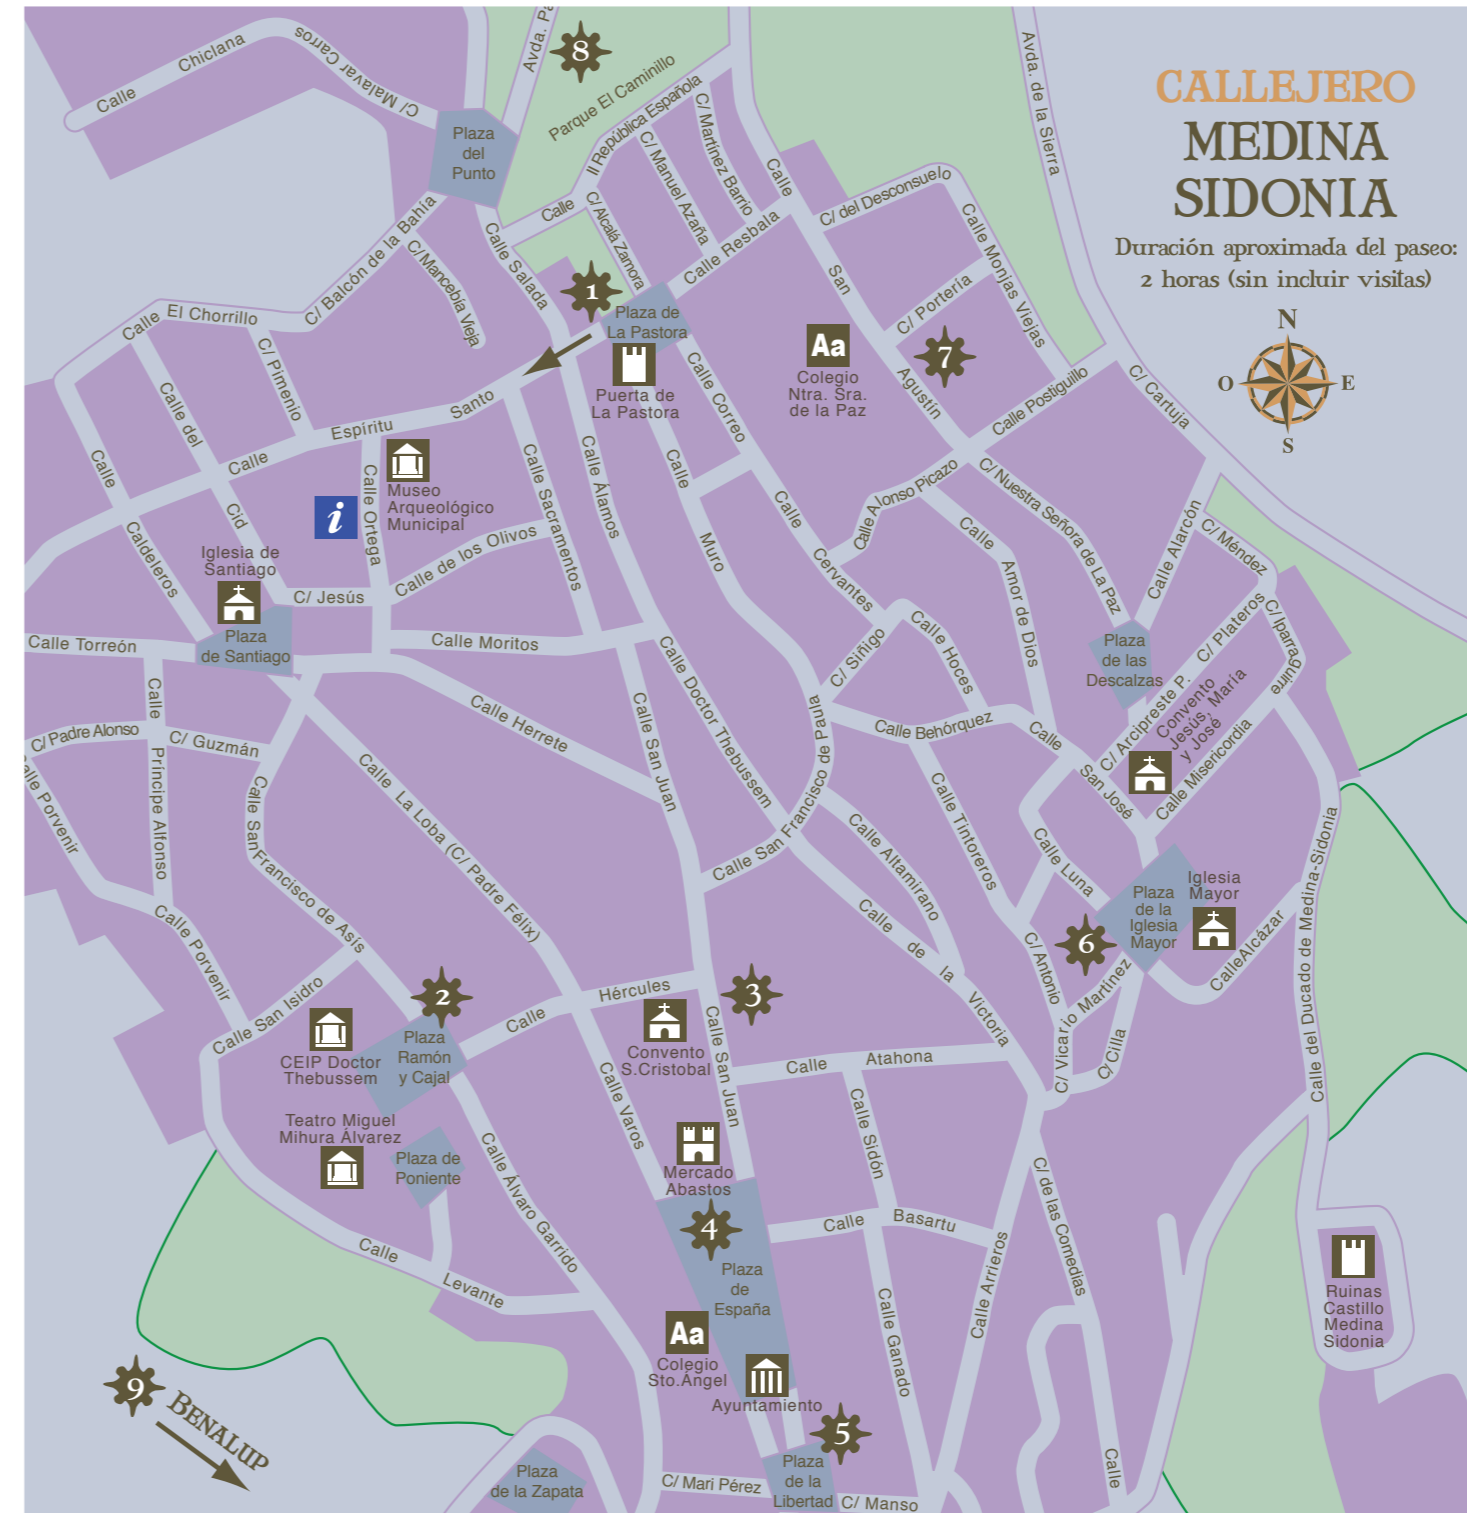 CALLEJERO
MEDINA
SIDONIA
Duración aproximada del paseo:
2 horas (sin incluir visitas)
N
O
E
S
Calle
Chiclana
C/ Malavar Carros
Plaza
del
Punto
8
Parque El Caminillo
Avda. de la Sierra
Calle
II República Española
C/ Martínez Barrio
C/ Manuel Azaña
C/ Alcalá Zamora
Calle Resbala
Calle
San
Agustín
C/ del Desconsuelo
Calle Monjas Viejas
C/ Portería
7
Calle Postiguillo
C/ Cartuja
C/ Balcón de la Bahía
C/ Mancebía Vieja
Calle Salada
1
Plaza de
La Pastora
Puerta de
La Pastora
Aa
Colegio
Ntra. Sra.
de la Paz
Calle
El Chorrillo
C/ Pimenio
Calle del
Cid
Calle
Caldeleros
Calle
Espíritu
Santo
Museo
Arqueológico
Municipal
i
Calle Ortega
Calle Sacramentos
Calle Álamos
Calle
Muro
Calle Correo
Calle
Cervantes
Calle Alonso Picazo
C/ Nuestra Señora de La Paz
Calle
Amor de Dios
Calle Alarcón
C/ Méndez
C/ Plateros
C/ Iparraguirre
Iglesia de
Santiago
C/ Jesús
Calle de los Olivos
Plaza
de Santiago
Calle Torreón
Calle Moritos
Calle Herrete
Calle San Juan
Calle Doctor Thebussem
C/ Siñigo
Calle Hoces
Calle San Francisco de Paula
Calle Behórquez
Calle
San José
Plaza
de las
Descalzas
C/ Arcipreste P.
Convento
Jesús, María
y José
Calle Misericordia
C/ Padre Alonso
C/ Guzmán
Calle
Príncipe Alfonso
Calle Porvenir
Calle Porvenir
Calle San Francisco de Asís
Calle La Loba (C/ Padre Félix)
Calle San Isidro
Calle Altamirano
Calle Tintoreros
Calle Luna
Plaza
de la
Iglesia
Mayor
Iglesia
Mayor
6
Calle Alcázar
Calle del Ducado de Medina-Sidonia
C/ Antonio
C/ Vicario Martínez
C/ Cilla
Calle de la Victoria
2
Plaza
Ramón
y Cajal
CEIP Doctor
Thebussem
Teatro Miguel
Mihura Álvarez
Plaza de
Poniente
Calle
Hércules
Convento
S.Cristobal
3
Calle San Juan
Calle Varos
Calle
Atahona
Calle Sidón
Mercado
Abastos
4
Plaza
de
España
Calle
Basartu
Calle Ganado
Calle Arrieros
C/ de las Comedias
Calle
Calle Álvaro Garrido
Calle
Levante
Aa
Colegio
Sto.Ángel
Ayuntamiento
5
Plaza
de la
Libertad
C/ Mari Pérez
C/ Manso
Plaza
de la Zapata
Ruinas
Castillo
Medina
Sidonia
9
BENALUP